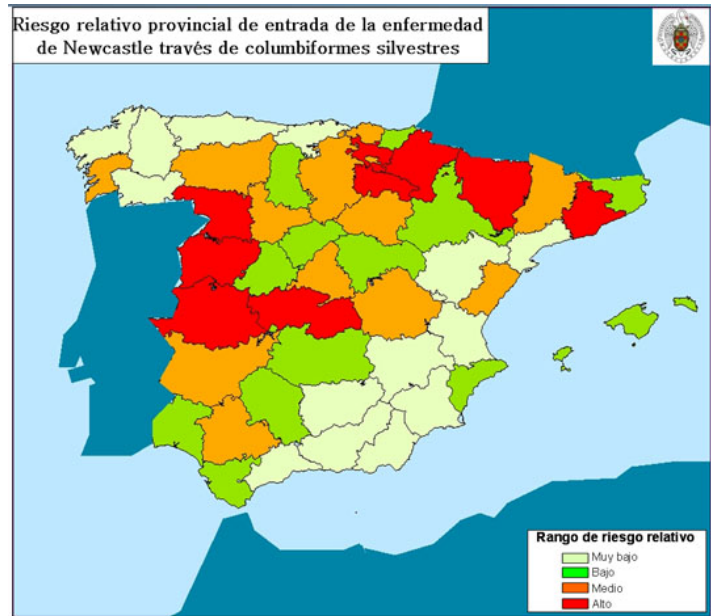 Riesgo relativo provincial de entrada de la enfermedad
de Newcastle través de columbiformes silvestres
Rango de riesgo relativo
Muy bajo
Bajo
Medio
Alto